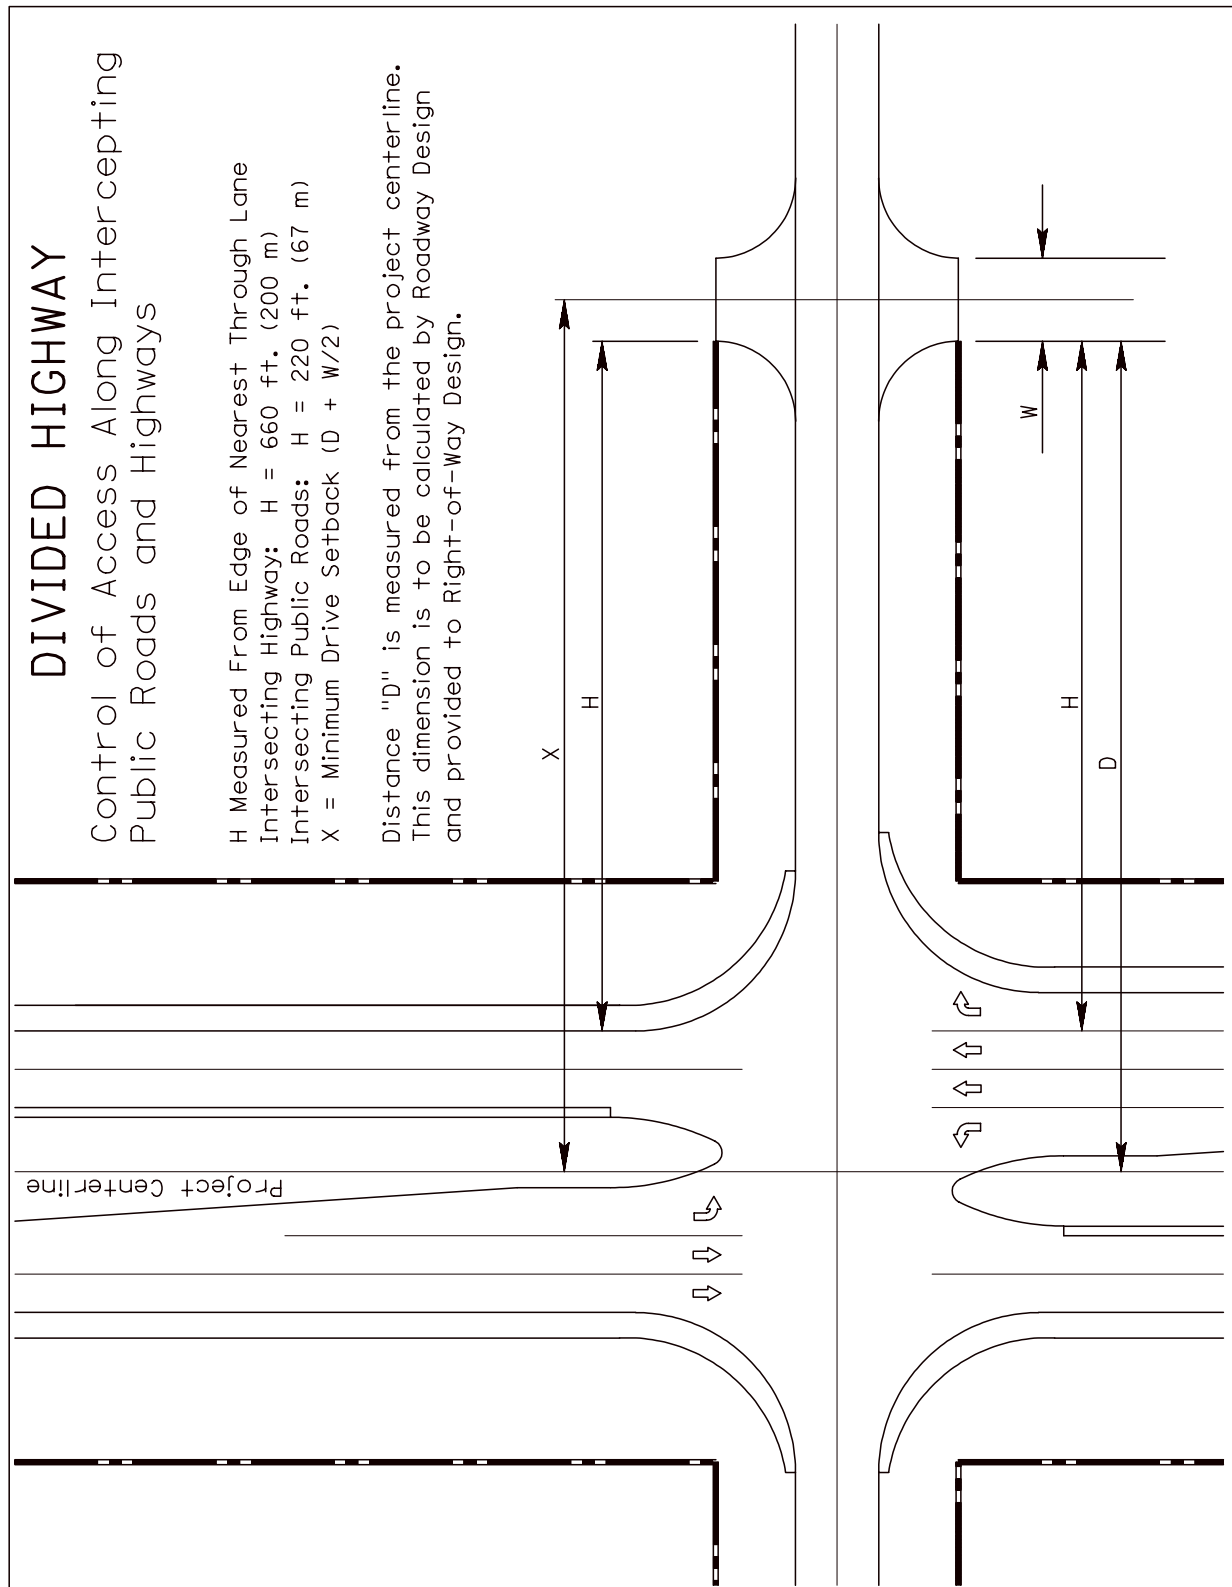 DIVIDED HIGHWAY
Control of Access Along Intercepting
Public Roads and Highways
H Measured From Edge of Nearest Through Lane
Intersecting Highway: H = 660 ft. (200 m)
Intersecting Public Roads: H = 220 ft. (67 m)
X = Minimum Drive Setback (D + W/2)
Distance "D" is measured from the project centerline.
This dimension is to be calculated by Roadway Design
and provided to Right-of-Way Design.
Project Centerline
X
H
W
H
D